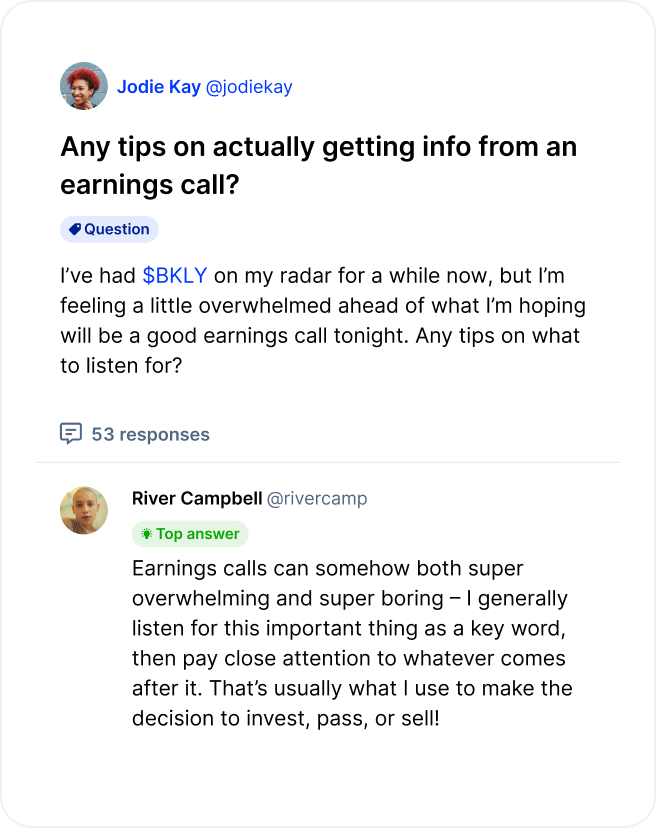 Jodie Kay @jodiekay
Any tips on actually getting info from an
earnings call?
Question
I’ve had $BKLY on my radar for a while now, but I’m
feeling a little overwhelmed ahead of what I’m hoping
will be a good earnings call tonight. Any tips on what
to listen for?
53 responses
River Campbell @rivercamp
Top answer
Earnings calls can somehow both super
overwhelming and super boring – I generally
listen for this important thing as a key word,
then pay close attention to whatever comes
after it. That’s usually what I use to make the
decision to invest, pass, or sell!